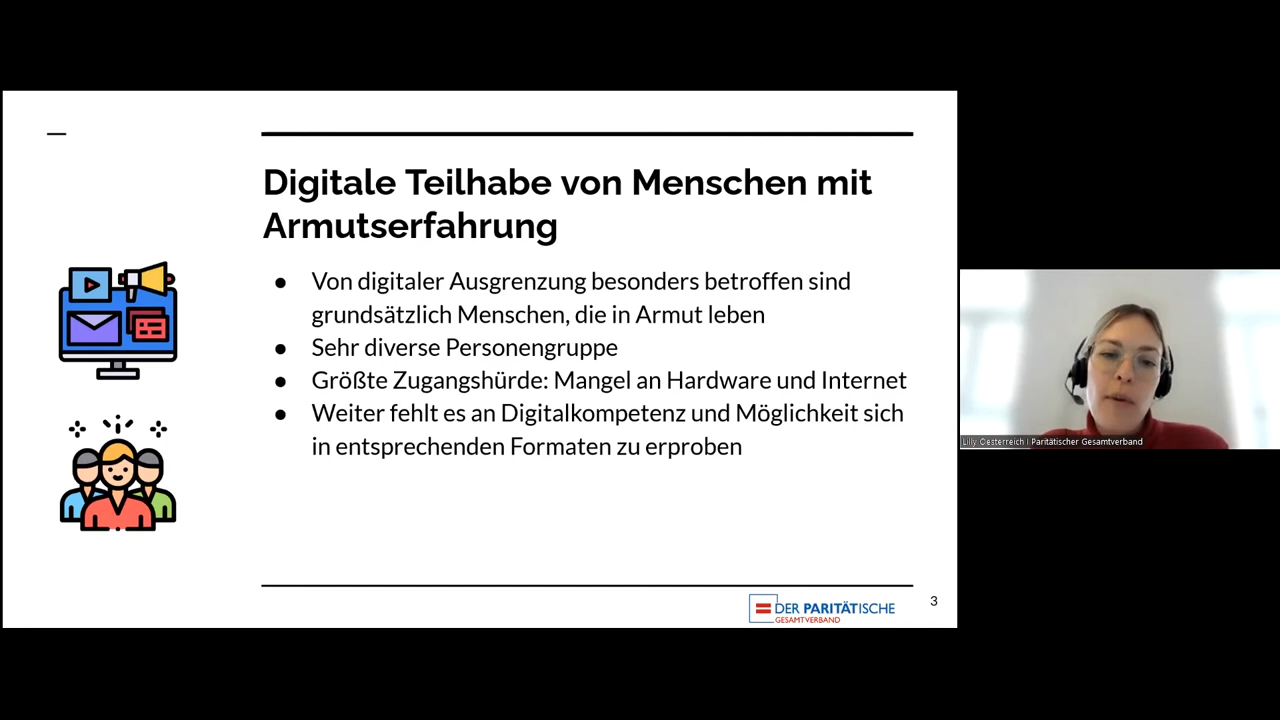 Digitale Teilhabe von Menschen mit
Armutserfahrung
● Von digitaler Ausgrenzung besonders betroffen sind
grundsätzlich Menschen, die in Armut leben
● Sehr diverse Personengruppe
● Größte Zugangshürde: Mangel an Hardware und Internet
● Weiter fehlt es an Digitalkompetenz und Möglichkeit sich
in entsprechenden Formaten zu erproben
DER PARITÄTISCHE
GESAMTVERBAND
3
Lilly Oesterreich | Paritätischer Gesamtverband